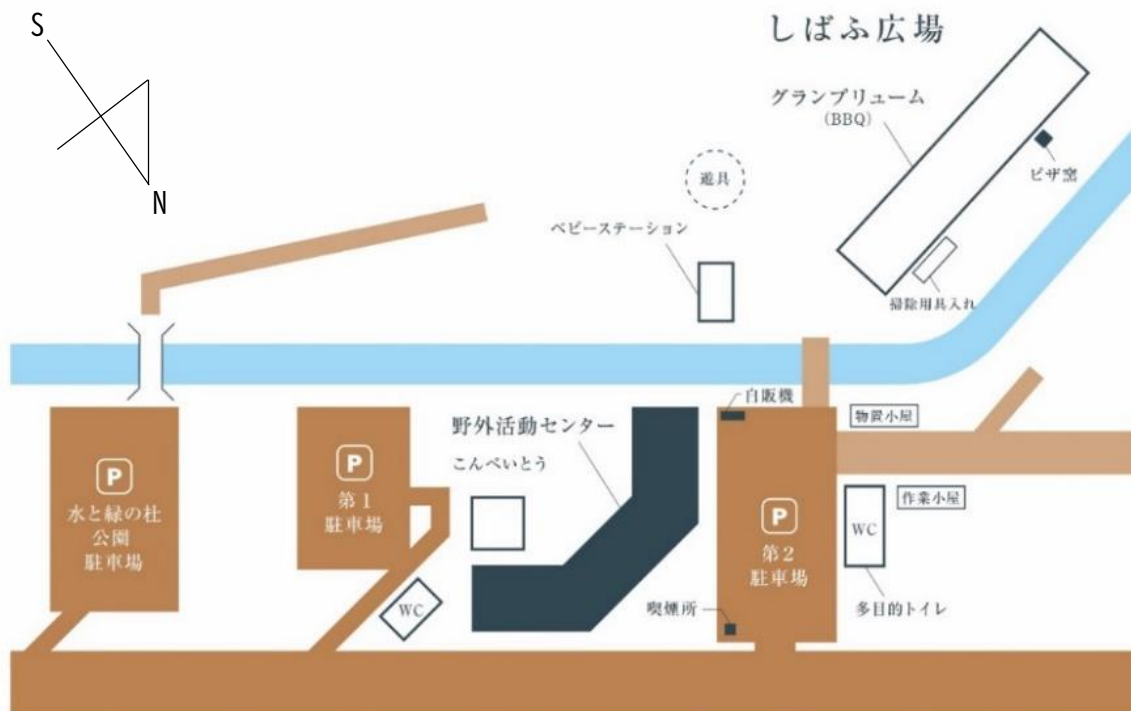 S
N
しばふ広場
グランプリューム
(BBQ)
ピザ窯
遊具
ベビーステーション
掃除用具入れ
自販機
物置小屋
野外活動センター
こんぺいとう
P
水と緑の杜
公園
駐車場
P
第1
駐車場
P
第2
駐車場
作業小屋
WC
多目的トイレ
WC
喫煙所